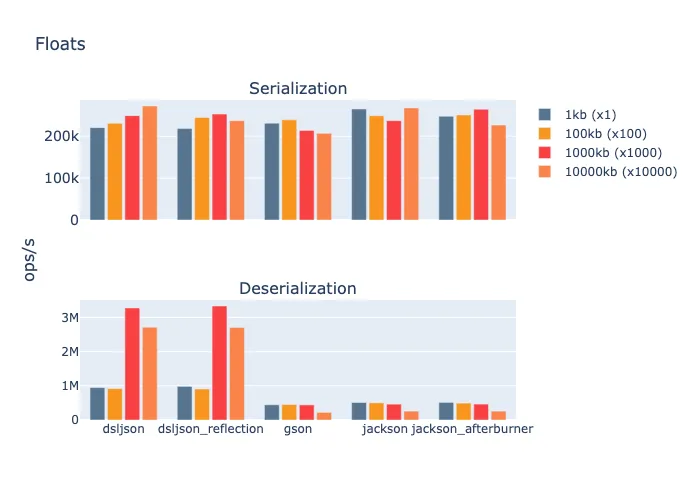 Floats
Serialization
200k
100k
0
1kb (x1)
100kb (x100)
1000kb (x1000)
10000kb (x10000)
ops/s
Deserialization
3M
2M
1M
0
dsljson dsljson_reflection gson jackson jackson_afterburner